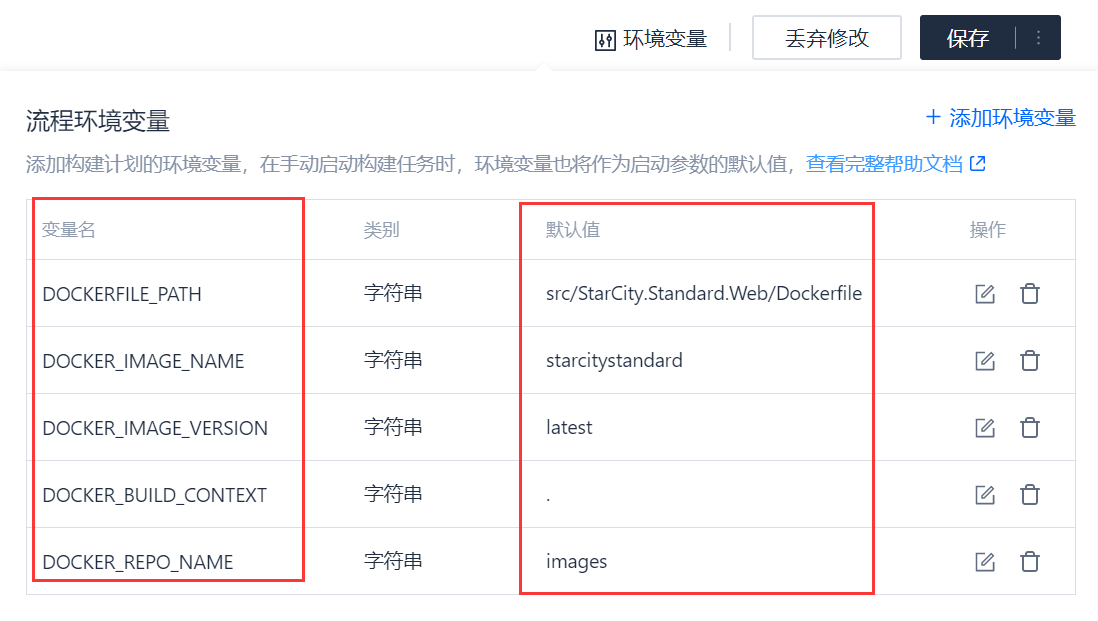 环境变量 丢弃修改 保存
流程环境变量 + 添加环境变量
添加构建计划的环境变量，在手动启动构建任务时，环境变量也将作为启动参数的默认值，查看完整帮助文档
变量名 类别 默认值 操作
DOCKERFILE_PATH 字符串 src/StarCity.Standard.Web/Dockerfile
DOCKER_IMAGE_NAME 字符串 starcitystandard
DOCKER_IMAGE_VERSION 字符串 latest
DOCKER_BUILD_CONTEXT 字符串 .
DOCKER_REPO_NAME 字符串 images